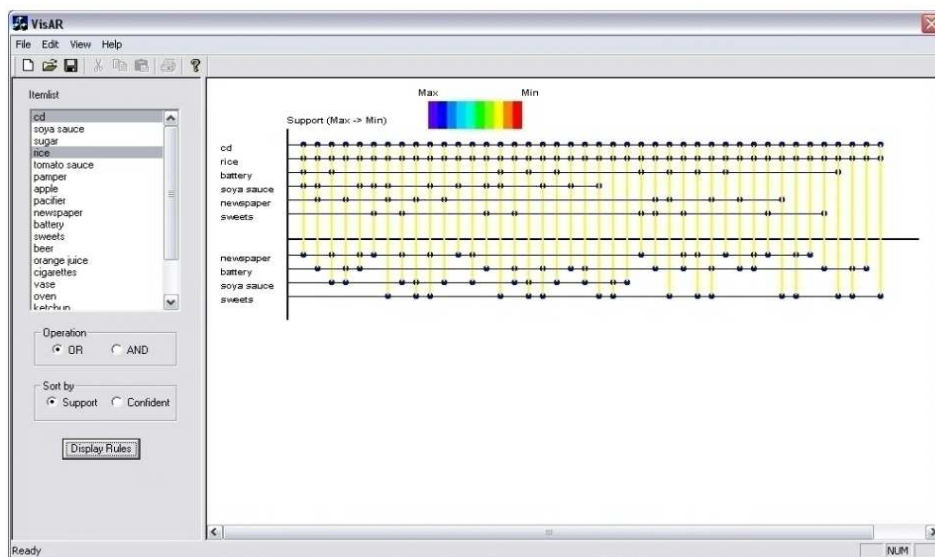 VisAR
File Edit View Help
Itemlist
cd
soya sauce
sugar
rice
tomato sauce
pamper
apple
pacifier
newspaper
battery
sweets
beer
orange juice
cigarettes
vase
oven
ketchup
Operation
OR AND
Sort by
Support Confident
Display Rules
Max Min
Support (Max -> Min)
cd
rice
battery
soya sauce
newspaper
sweets
newspaper
battery
soya sauce
sweets
Ready NUM